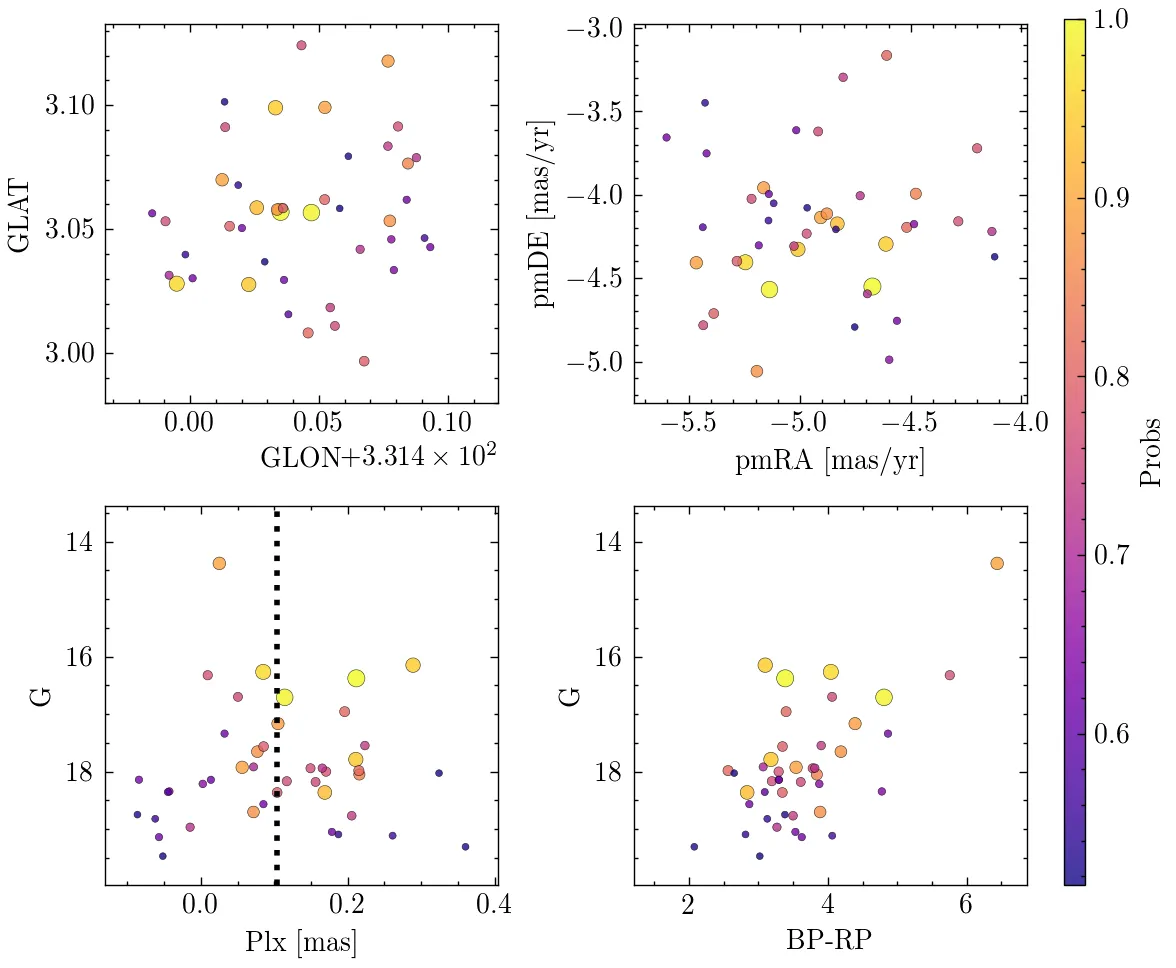 GLAT
3.10
3.05
3.00
0.00 0.05 0.10
GLON+3.314 × 10²
pmDE [mas/yr]
−3.0
−3.5
−4.0
−4.5
−5.0
−5.5 −5.0 −4.5 −4.0
pmRA [mas/yr]
G
14
16
18
0.0 0.2 0.4
Plx [mas]
G
14
16
18
2 4 6
BP-RP
1.0
0.9
0.8
0.7
0.6
Probs